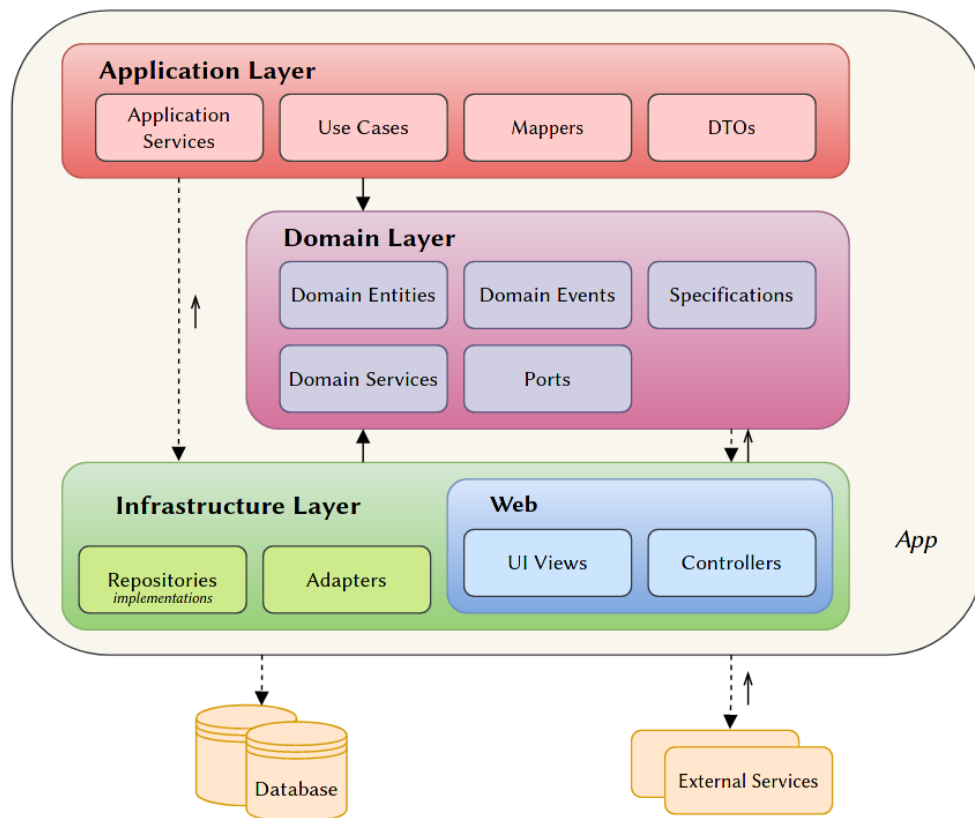 Application Layer
Application
Services
Use Cases
Mappers
DTOs
Domain Layer
Domain Entities
Domain Events
Specifications
Domain Services
Ports
Infrastructure Layer
Repositories
implementations
Adapters
Web
UI Views
Controllers
App
Database
External Services